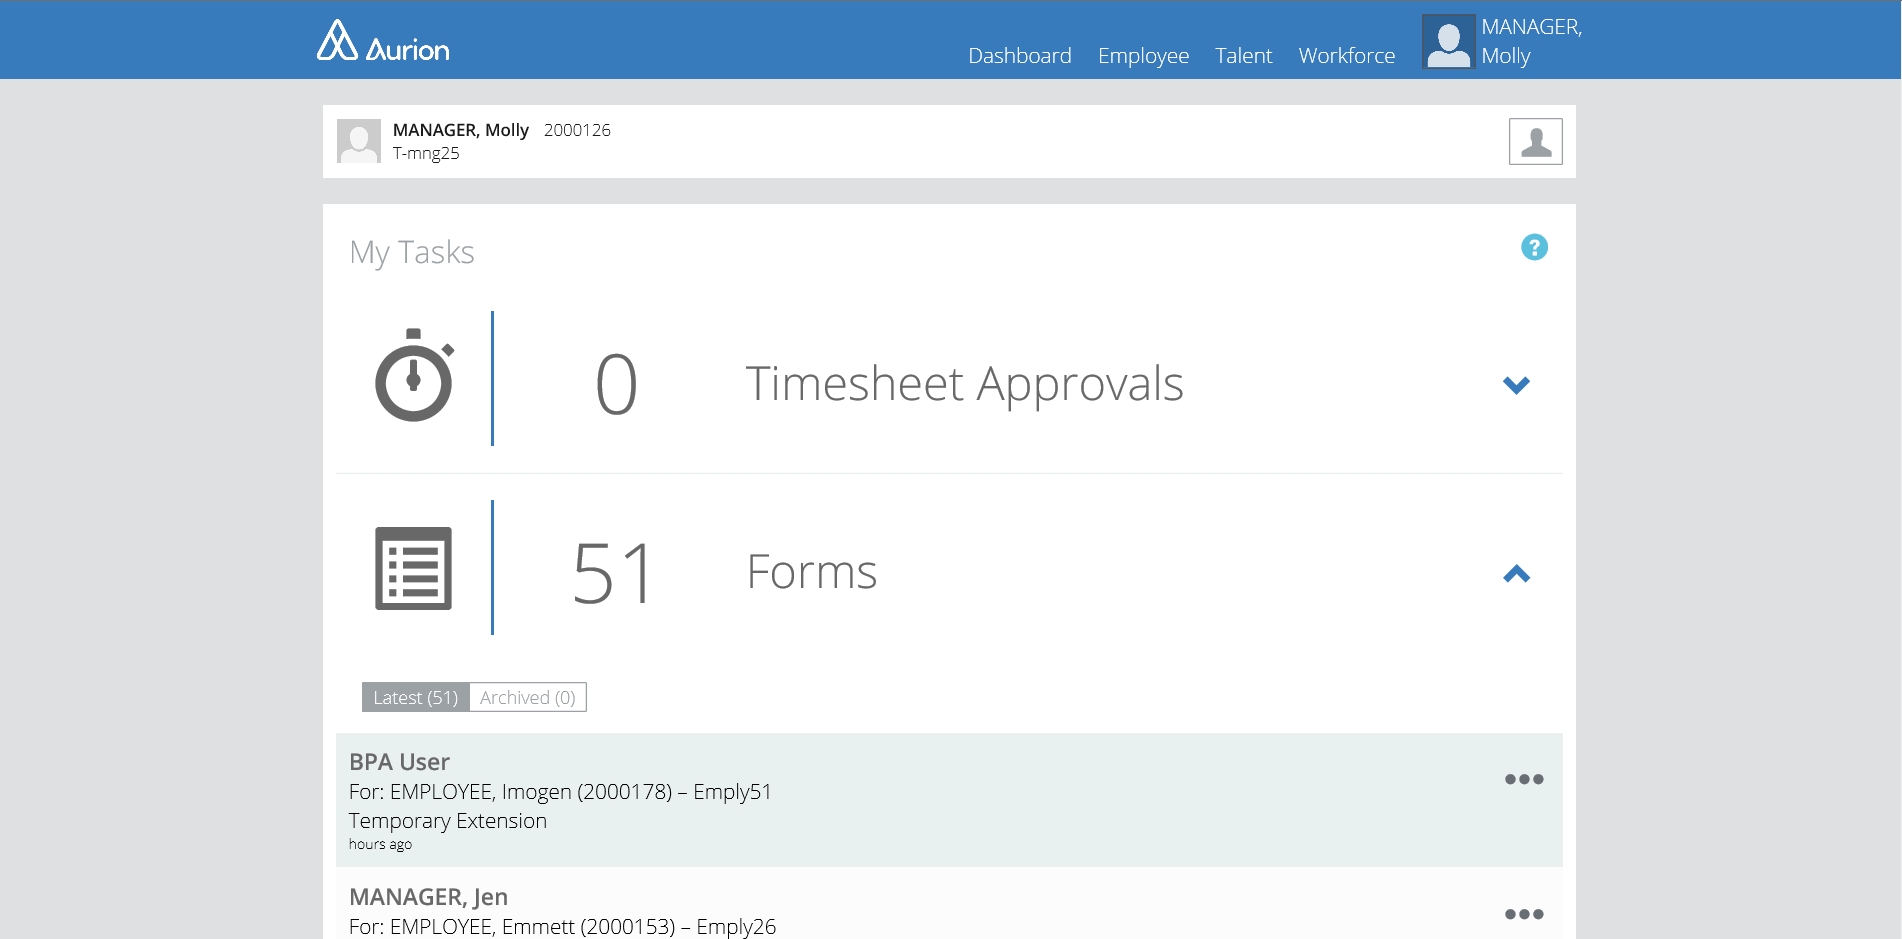 Aurion
Dashboard Employee Talent Workforce
MANAGER,
Molly
MANAGER, Molly 2000126
T-mng25
My Tasks
?
0 Timesheet Approvals
51 Forms
Latest (51) Archived (0)
BPA User
For: EMPLOYEE, Imogen (2000178) – Emply51
Temporary Extension
hours ago
MANAGER, Jen
For: EMPLOYEE, Emmett (2000153) – Emply26